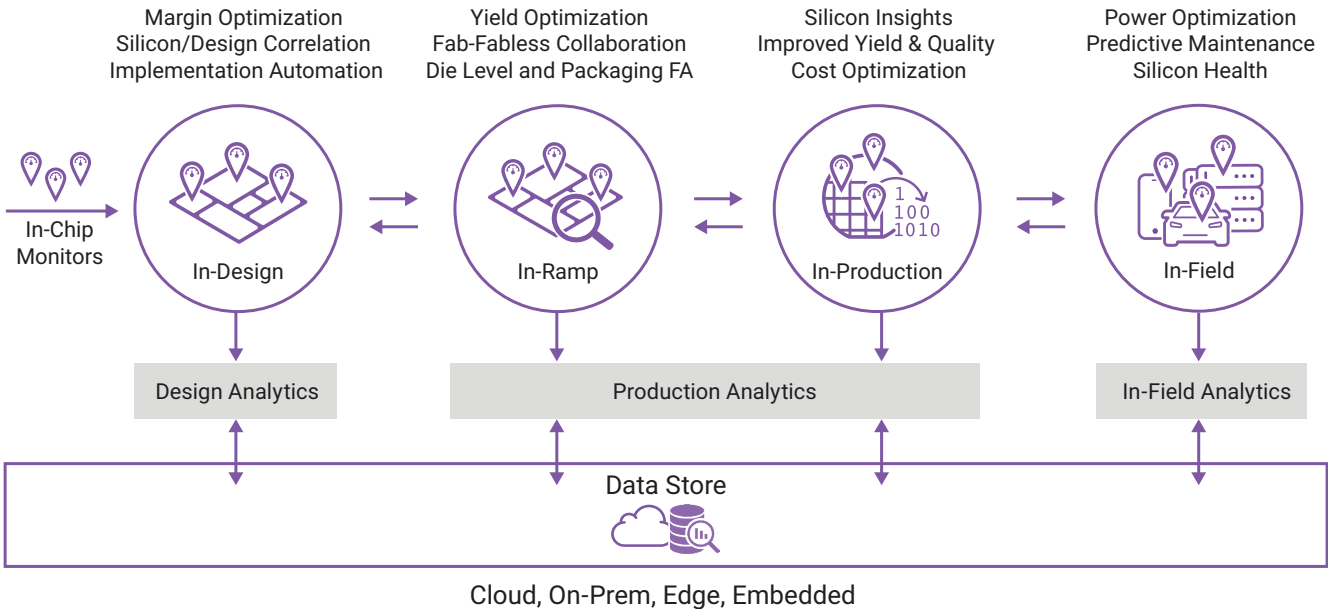 Margin Optimization
Silicon/Design Correlation
Implementation Automation
Yield Optimization
Fab-Fabless Collaboration
Die Level and Packaging FA
Silicon Insights
Improved Yield & Quality
Cost Optimization
Power Optimization
Predictive Maintenance
Silicon Health
In-Chip
Monitors
In-Design
In-Ramp
1
100
1010
In-Production
In-Field
Design Analytics
Production Analytics
In-Field Analytics
Data Store
Cloud, On-Prem, Edge, Embedded